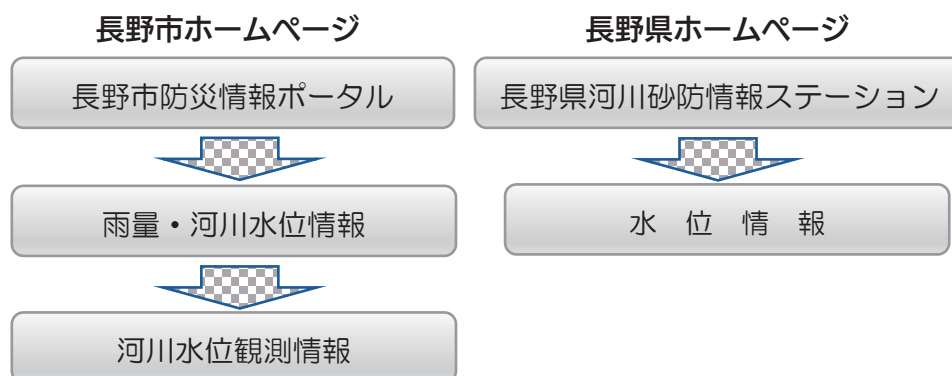 長野市ホームページ
長野市防災情報ポータル
雨量・河川水位情報
河川水位観測情報
長野県ホームページ
長野県河川砂防情報ステーション
水 位 情 報